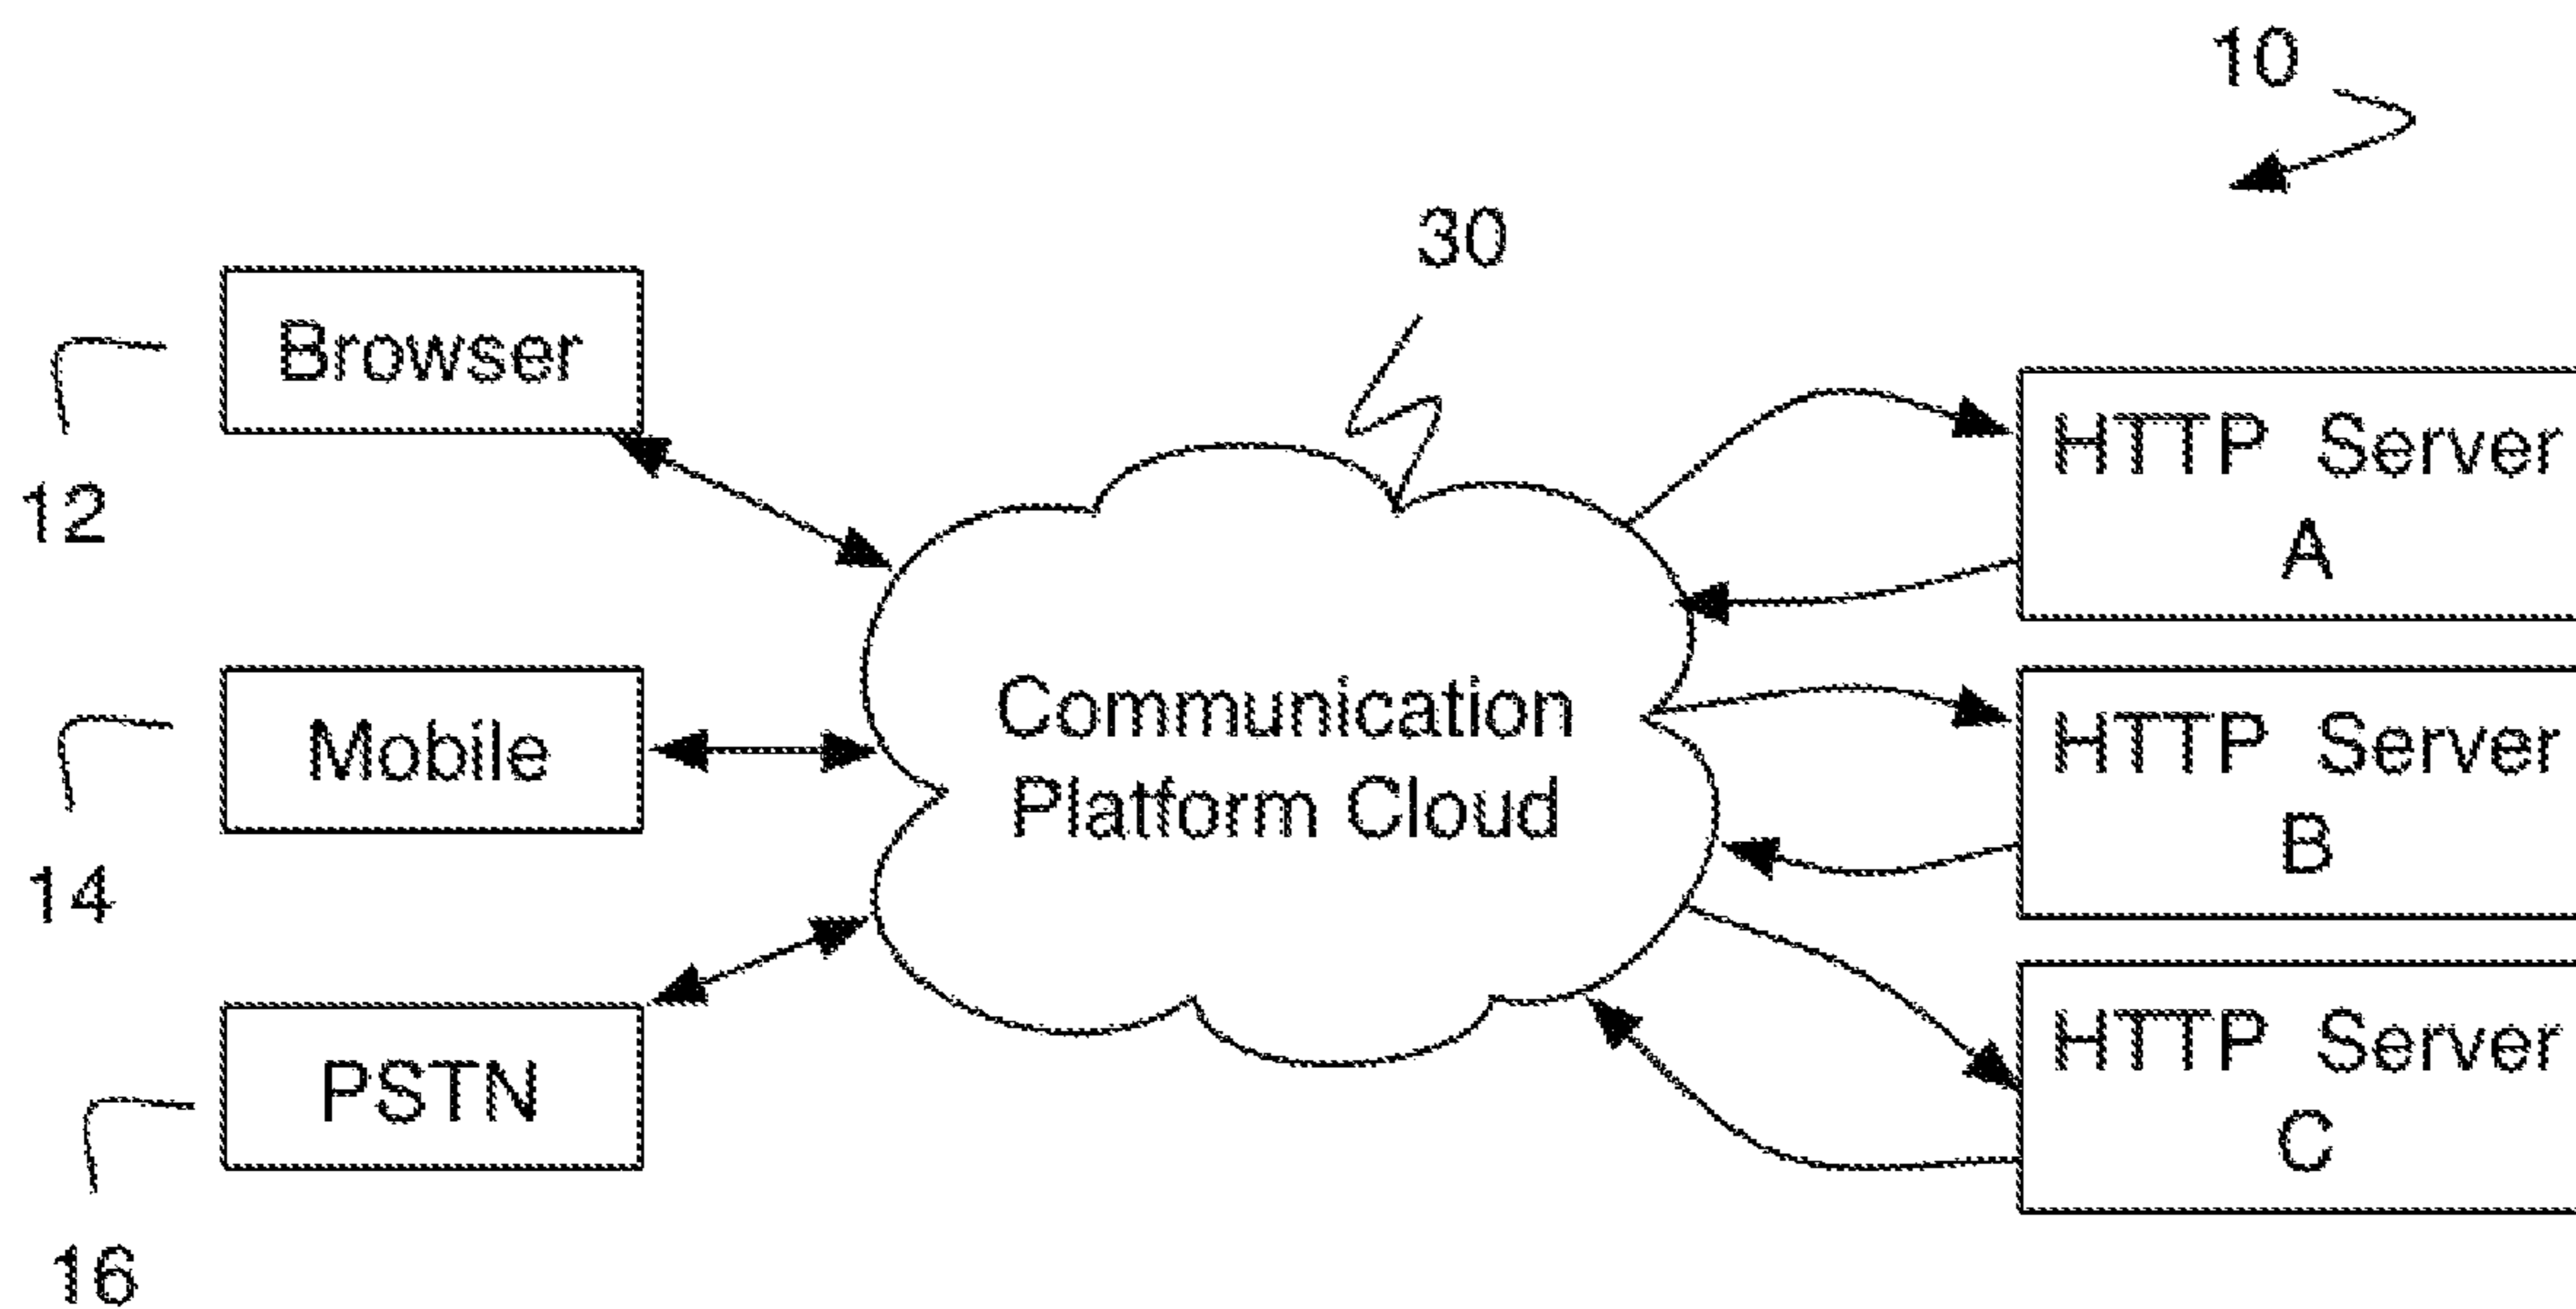 10
30
Browser
12
HTTP Server
A
Communication
Platform Cloud
Mobile
14
HTTP Server
B
PSTN
16
HTTP Server
C